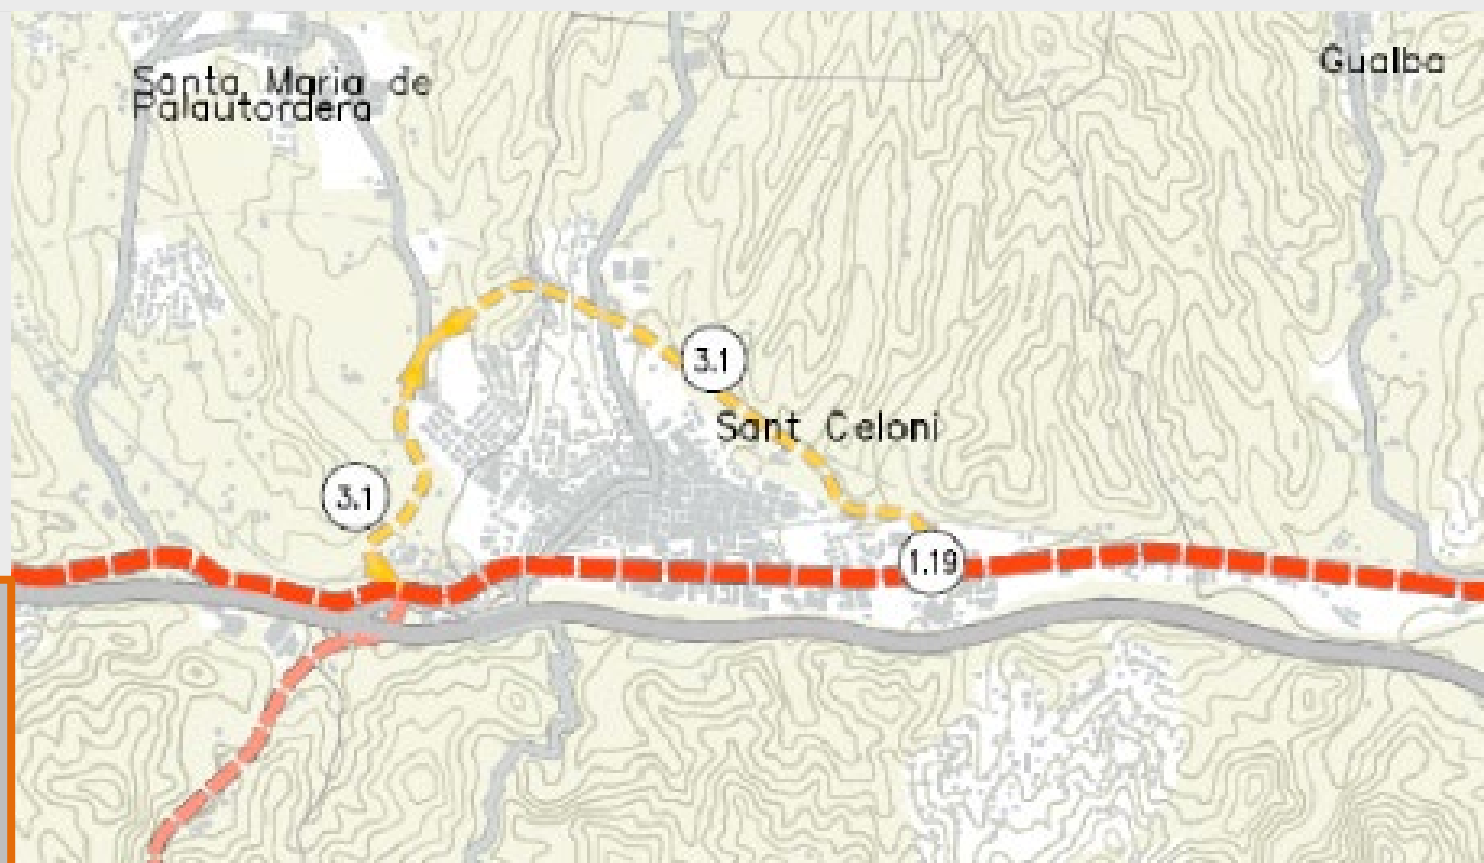 Gualba
Santa Maria de
Palautordera
3.1
Sant Celoni
3.1
1.19